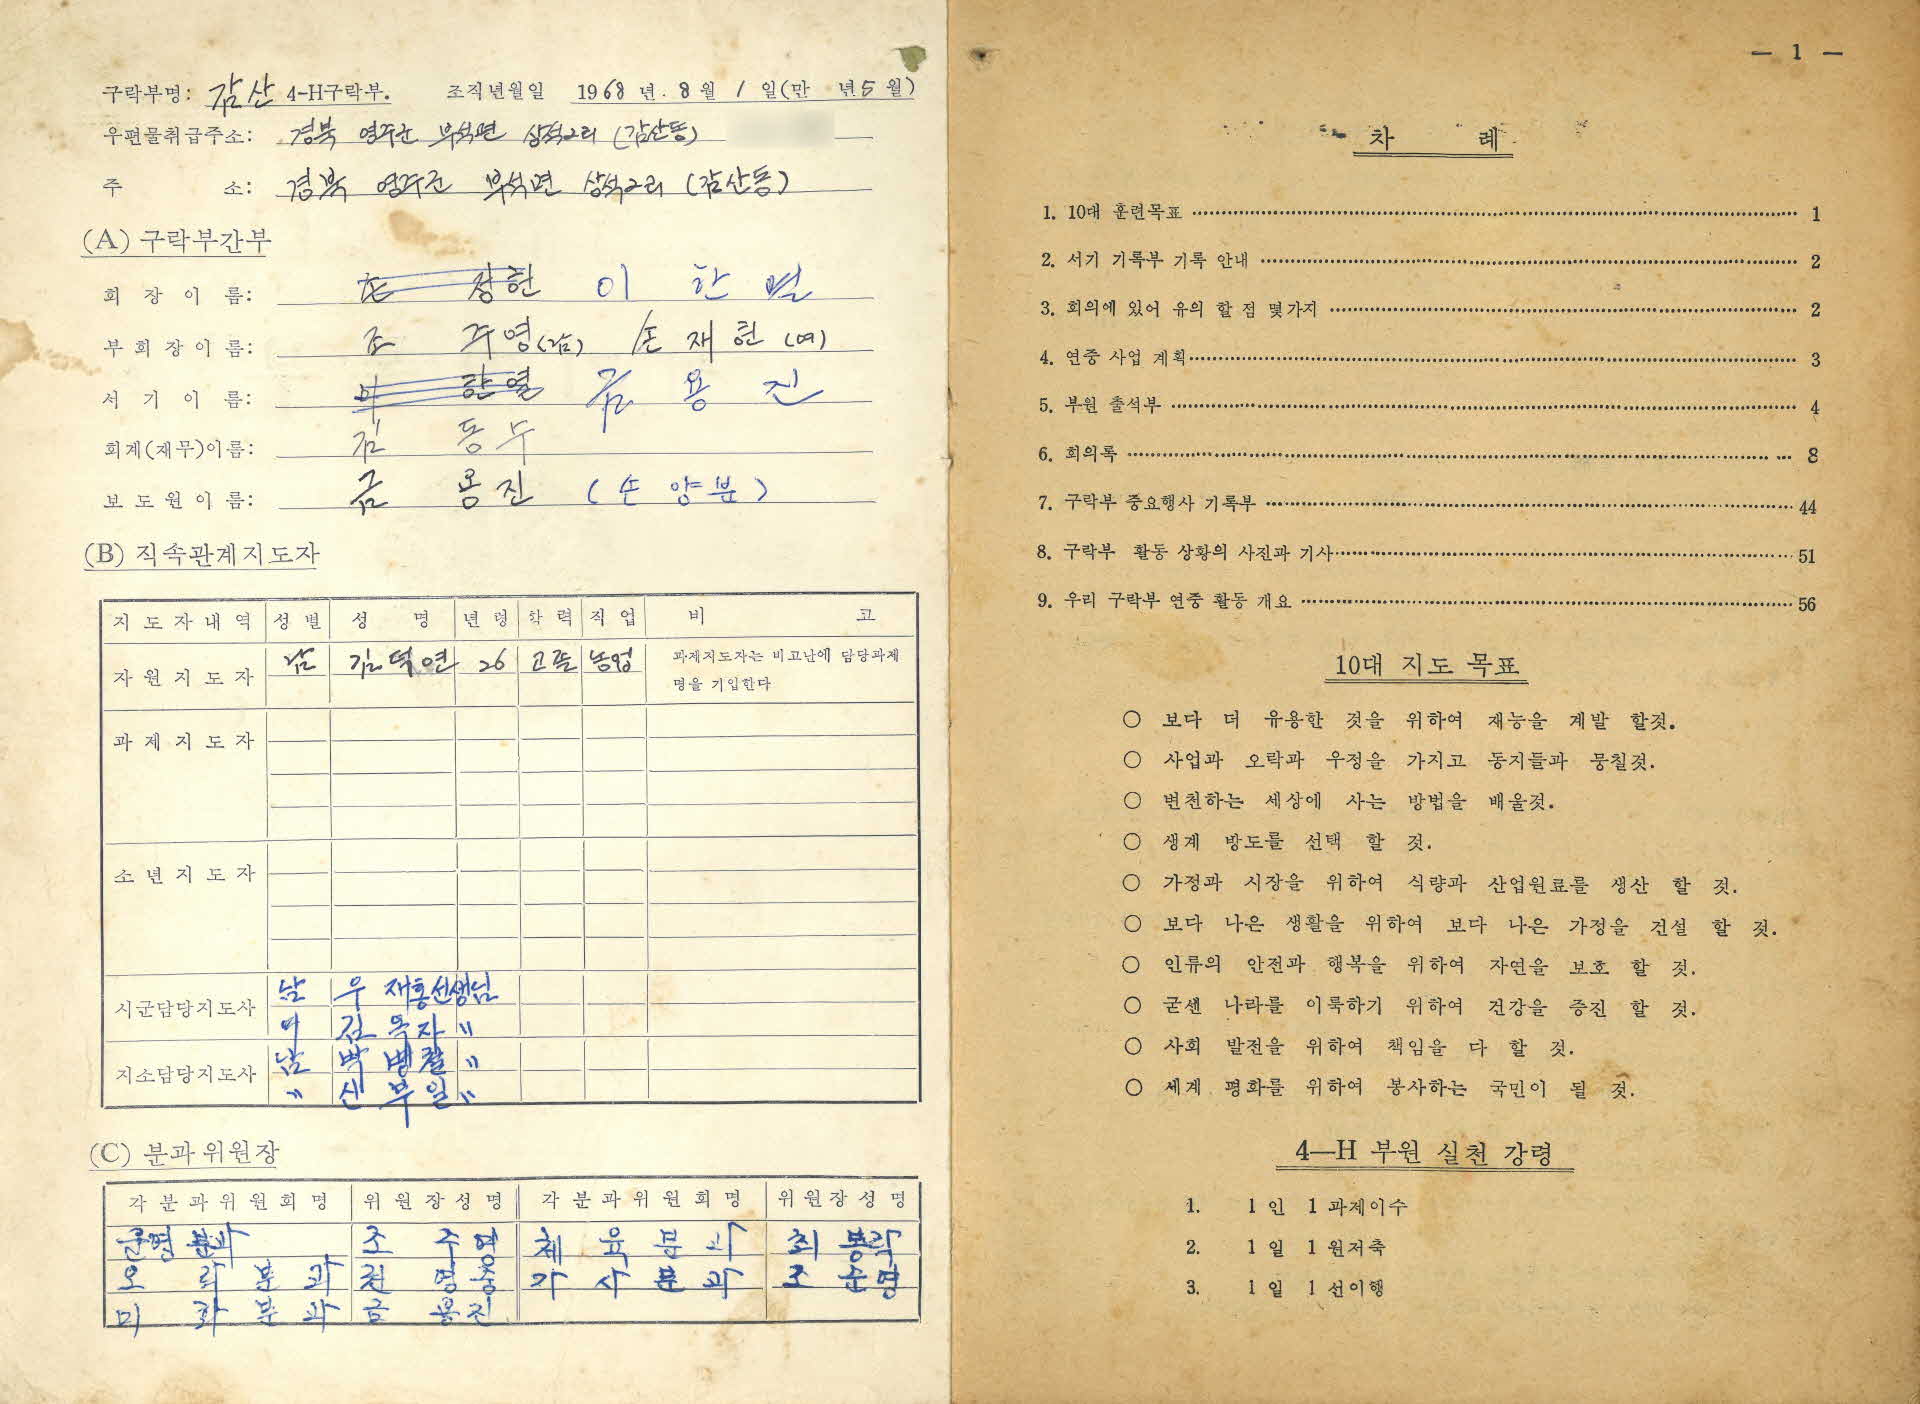 구락부명: 감산 4-H구락부. 조직년월일 1968년. 8월 1일(만 년5월)
우편물취급주소: 경북 영주군 부석면 상석2리 (감산동)
주 소: 경북 영주군 부석면 상석2리 (감산동)
(A) 구락부간부
회장이름: 정한 이 한열
부회장이름: 조 주영(남) 손재현(여)
서기이름: 이 한열 금용진
회계(재무)이름: 김 동수
보도원이름: 금 용진 (손양분)
(B) 직속관계지도자
지도자내역 성별 성 명 년령 학력 직업 비 고
자원지도자 남 김덕연 26 고졸 농업 과제지도자는 비고난에 담당과제
명을 기입한다
과제지도자
소년지도자
시군담당지도사 남 우 재홍선생님
여 김옥자 〃
지소담당지도사 남 박병철 〃
〃 신부일 〃
(C) 분과위원장
각분과위원회명 위원장성명 각분과위원회명 위원장성명
분과 조주영 체육분과 최봉락
오락분과 권영중 가사분과 조순영
미화분과 금용진
— 1 —
차 례
1. 10대 훈련목표 1
2. 서기 기록부 기록 안내 2
3. 회의에 있어 유의 할 점 몇가지 2
4. 연중 사업 계획 3
5. 부원 출석부 4
6. 회의록 8
7. 구락부 중요행사 기록부 44
8. 구락부 활동 상황의 사진과 기사 51
9. 우리 구락부 연중 활동 개요 56
10대 지도 목표
○ 보다 더 유용한 것을 위하여 재능을 계발 할것.
○ 사업과 오락과 우정을 가지고 동지들과 뭉칠것.
○ 변천하는 세상에 사는 방법을 배울것.
○ 생계 방도를 선택 할 것.
○ 가정과 시장을 위하여 식량과 산업원료를 생산 할 것.
○ 보다 나은 생활을 위하여 보다 나은 가정을 건설 할 것.
○ 인류의 안전과 행복을 위하여 자연을 보호 할 것.
○ 굳센 나라를 이룩하기 위하여 건강을 증진 할 것.
○ 사회 발전을 위하여 책임을 다 할 것.
○ 세계 평화를 위하여 봉사하는 국민이 될 것.
4—H 부원 실천 강령
1. 1인 1과제이수
2. 1일 1원저축
3. 1일 1선이행